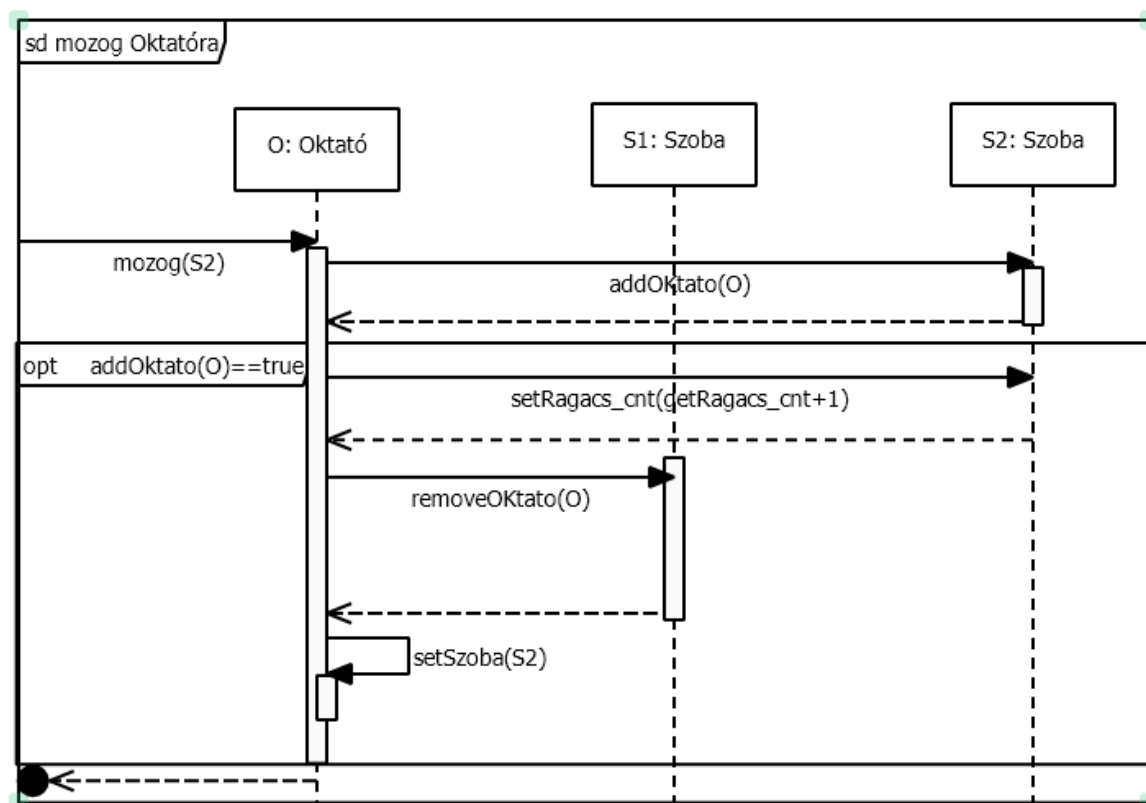 sd mozog Oktatóra
O: Oktató
S1: Szoba
S2: Szoba
mozog(S2)
addOKtato(O)
opt addOktato(O)==true
setRagacs_cnt(getRagacs_cnt+1)
removeOKtato(O)
setSzoba(S2)